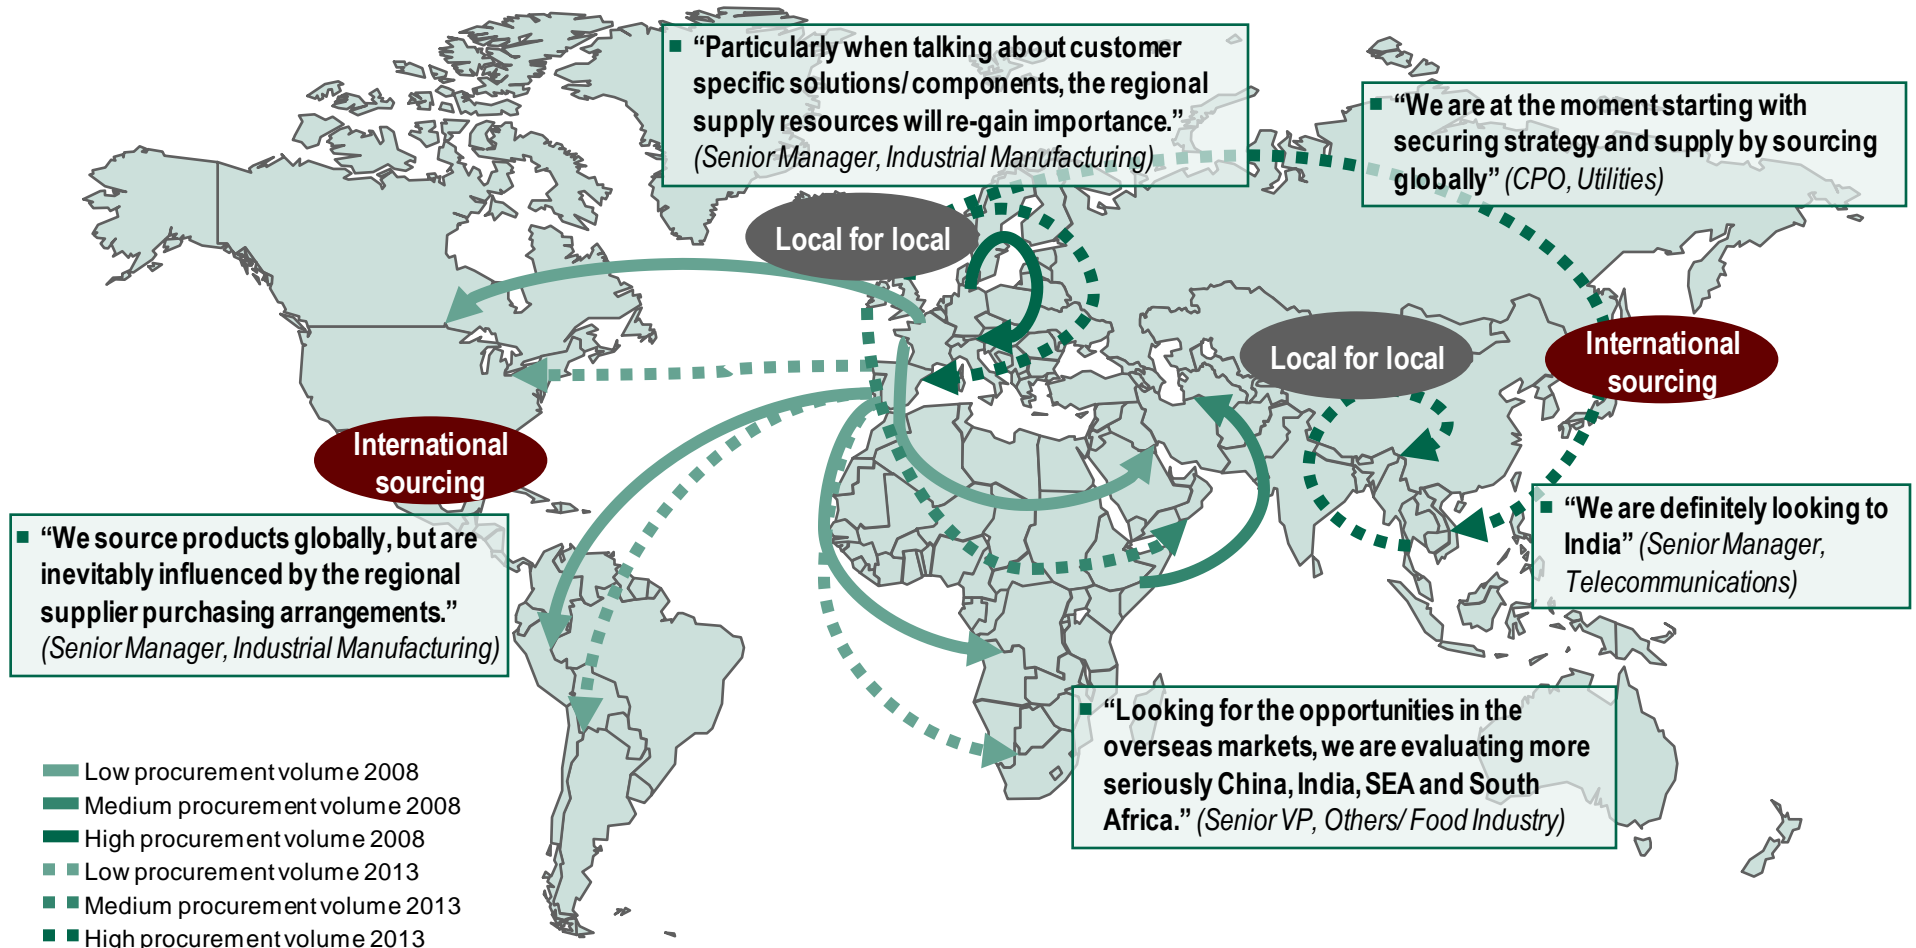 “Particularly when talking about customer
specific solutions/ components, the regional
supply resources will re-gain importance.”
(Senior Manager, Industrial Manufacturing)
“We are at the moment starting with
securing strategy and supply by sourcing
globally” (CPO, Utilities)
Local for local
Local for local
International
sourcing
International
sourcing
“We source products globally, but are
inevitably influenced by the regional
supplier purchasing arrangements.”
(Senior Manager, Industrial Manufacturing)
“We are definitely looking to
India” (Senior Manager,
Telecommunications)
“Looking for the opportunities in the
overseas markets, we are evaluating more
seriously China, India, SEA and South
Africa.” (Senior VP, Others/ Food Industry)
Low procurement volume 2008
Medium procurement volume 2008
High procurement volume 2008
Low procurement volume 2013
Medium procurement volume 2013
High procurement volume 2013